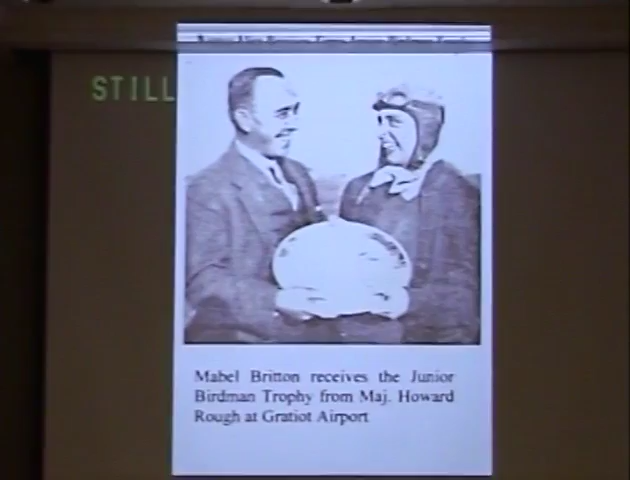 STILL
Mabel Britton receives the Junior
Birdman Trophy from Maj. Howard
Rough at Gratiot Airport